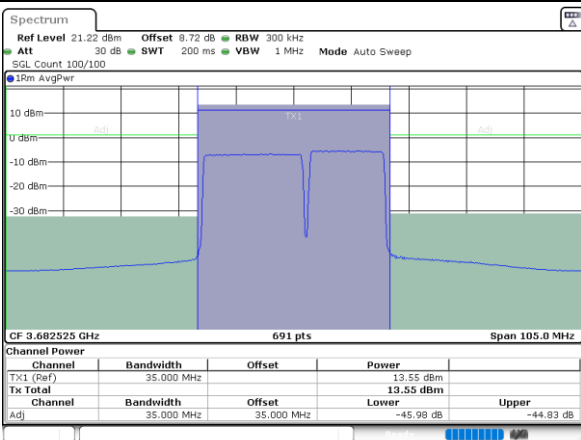 Spectrum
Ref Level 21.22 dBm Offset 8.72 dB RBW 300 kHz
Att 30 dB SWT 200 ms VBW 1 MHz Mode Auto Sweep
SGL Count 100/100
1Rm AvgPwr
10 dBm
TX1
Adj Adj
0 dBm
-10 dBm
-20 dBm
-30 dBm
CF 3.682525 GHz 691 pts Span 105.0 MHz
Channel Power
Channel Bandwidth Offset Power
TX1 (Ref) 35.000 MHz 13.55 dBm
Tx Total 13.55 dBm
Channel Bandwidth Offset Lower Upper
Adj 35.000 MHz 35.000 MHz -45.98 dB -44.83 dB